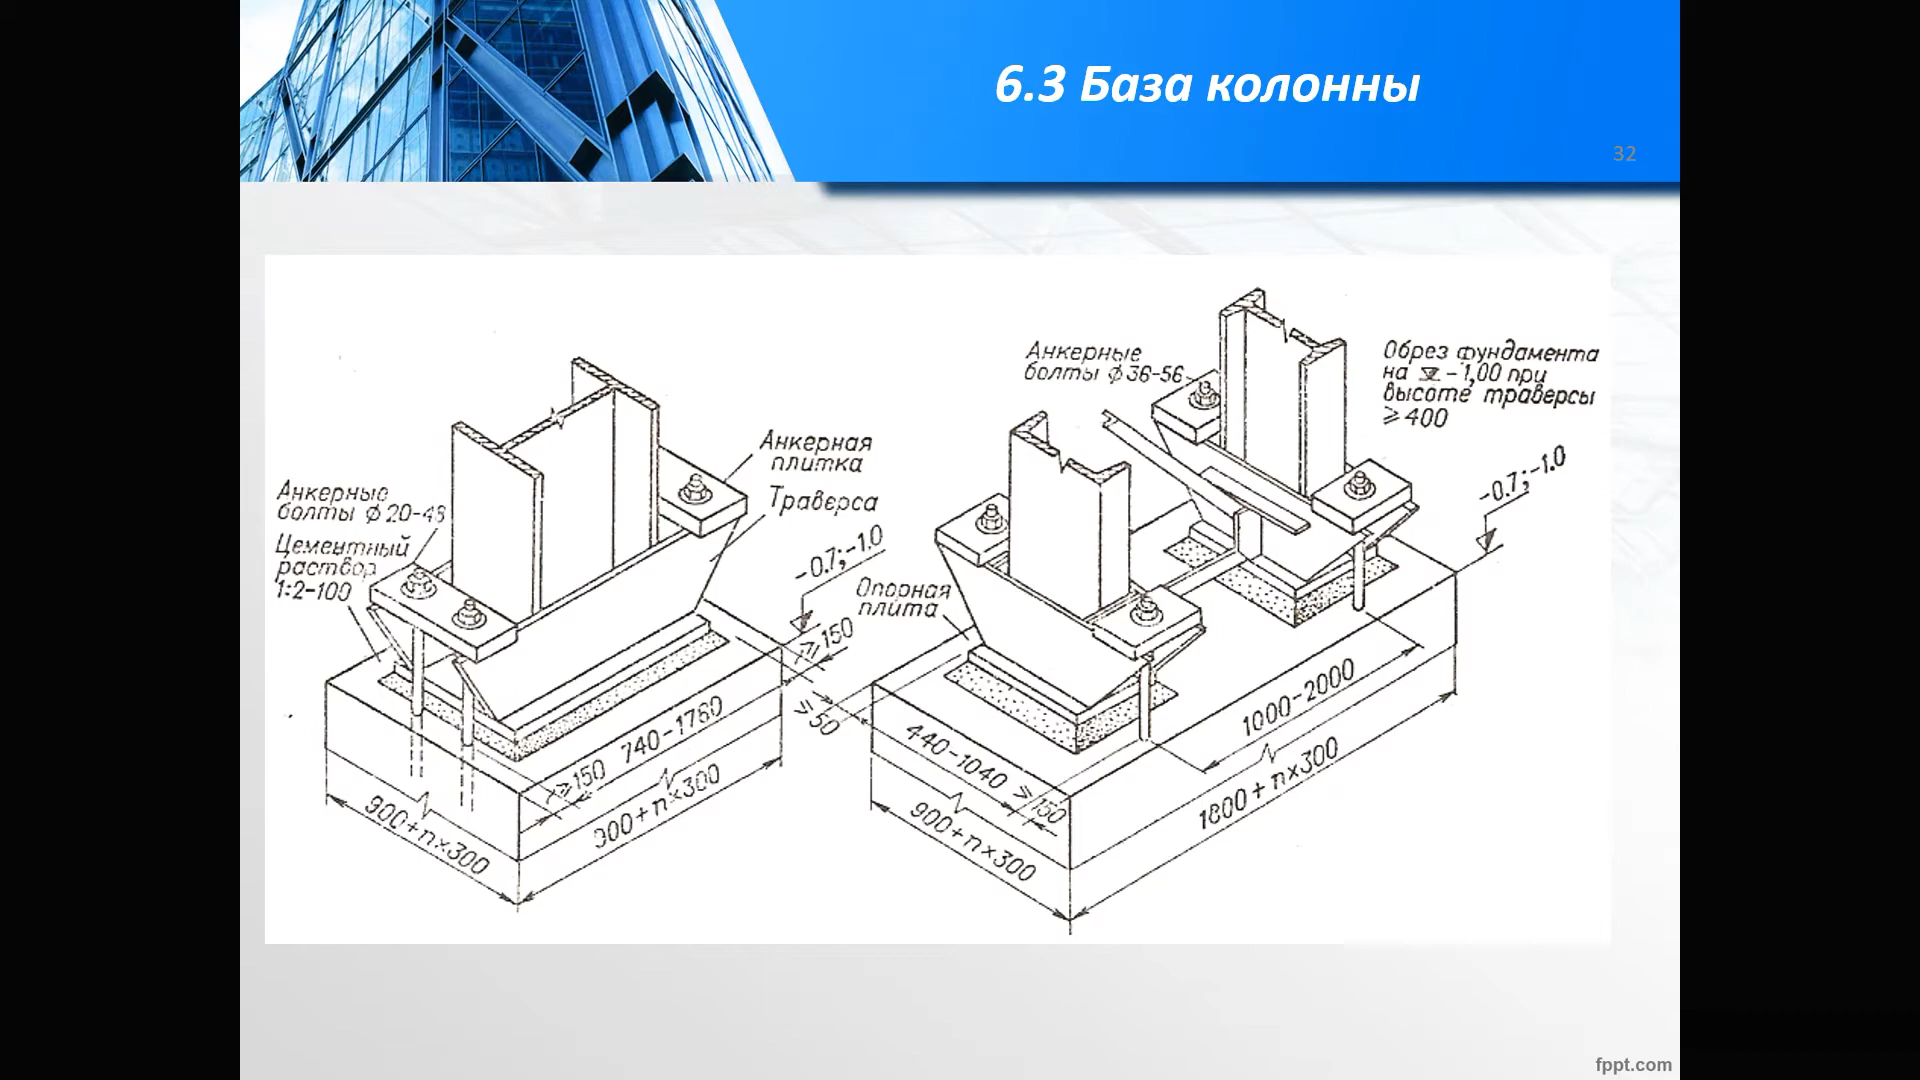 6.3 База колонны
32
Анкерные
болты ϕ 20-48
Цементный
раствор
1:2-100
Анкерная
плитка
Траверса
-0.7; -1.0
⩾150
⩾50
740-1760
⩾150
900+n×300
900+n×300
Анкерные
болты ϕ 36-56
Обрез фундамента
на -1,00 при
высоте траверсы
⩾400
-0.7; -1.0
Опорная
плита
1000-2000
440-1040 ⩾150
1800+n×300
900+n×300
fppt.com